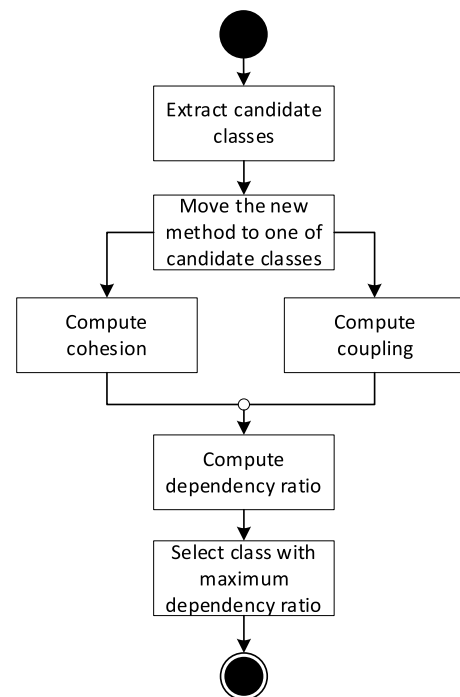 Extract candidate
classes
Move the new
method to one of
candidate classes
Compute
cohesion
Compute
coupling
Compute
dependency ratio
Select class with
maximum
dependency ratio